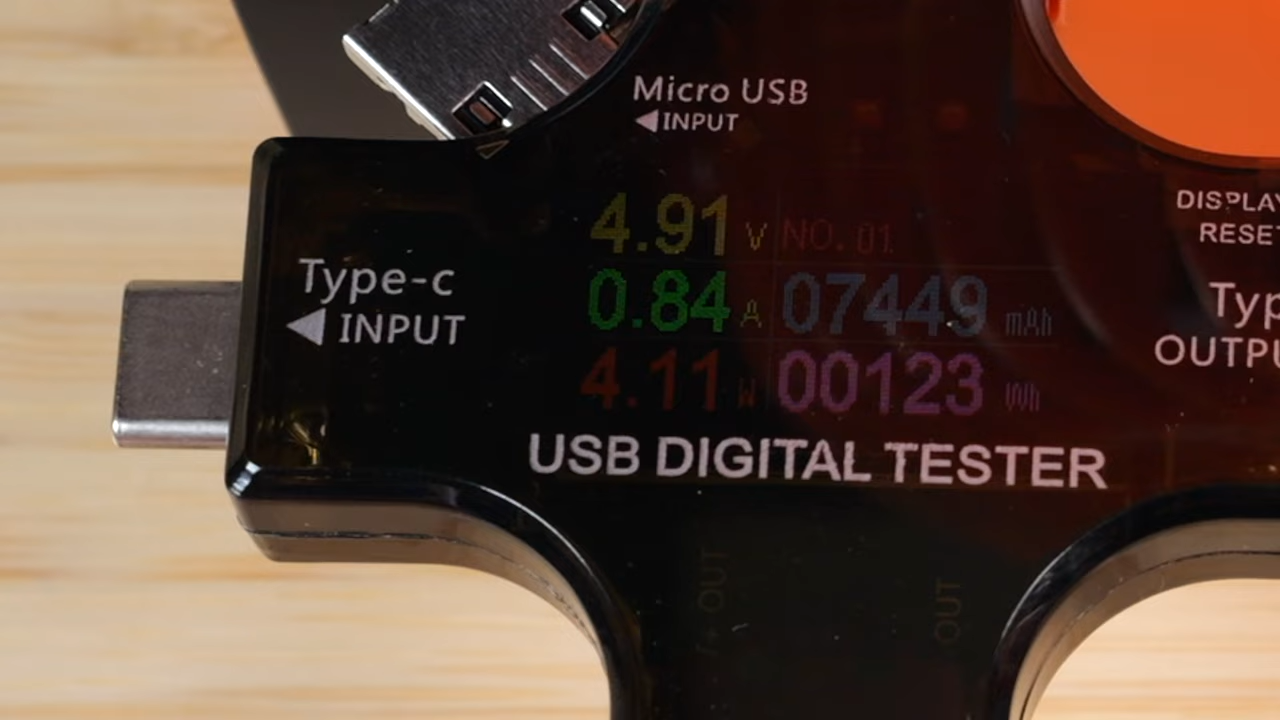 Micro USB
◀INPUT
DISPLAY
RESET
4.91 V NO. 01
Type-c
◀ INPUT
0.84 A 07449 mAh
4.11 W 00123 Wh
USB DIGITAL TESTER
OUT
OUT